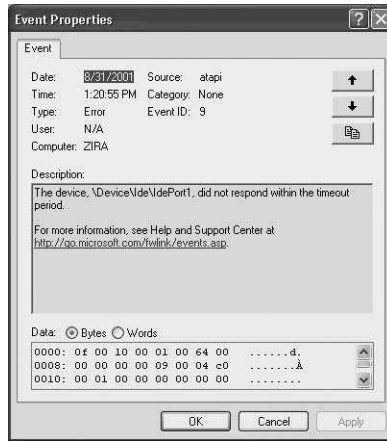 Event Properties
Event
Date: 8/31/2001 Source: atapi
Time: 1:20:55 PM Category: None
Type: Error Event ID: 9
User: N/A
Computer: ZIRA
Description:
The device, \Device\Ide\IdePort1, did not respond within the timeout
period.
For more information, see Help and Support Center at
http://go.microsoft.com/fwlink/events.asp.
Data: Bytes Words
0000: 0f 00 10 00 01 00 64 00 ......d.
0008: 00 00 00 00 09 00 04 c0 .......À
0010: 00 01 00 00 00 00 00 00 ........
OK Cancel Apply